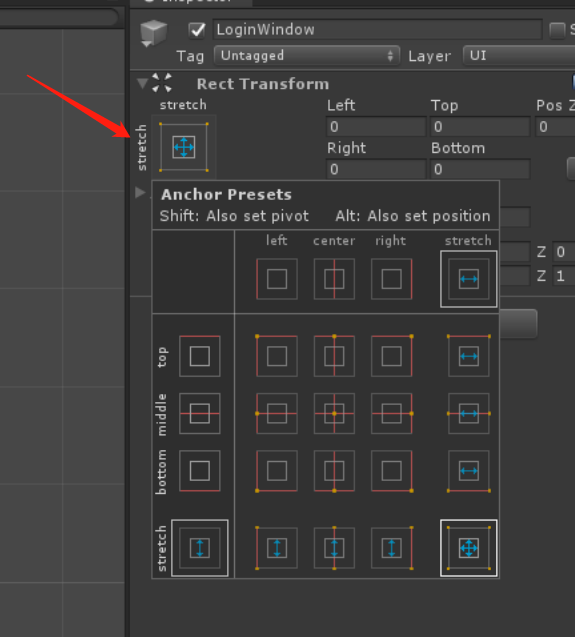 LoginWindow
Tag Untagged Layer UI
Rect Transform
stretch
stretch
Left Top Pos Z
0 0 0
Right Bottom
0 0
Anchor Presets
Shift: Also set pivot Alt: Also set position
left center right stretch
top
middle
bottom
stretch
Z 0
Z 1